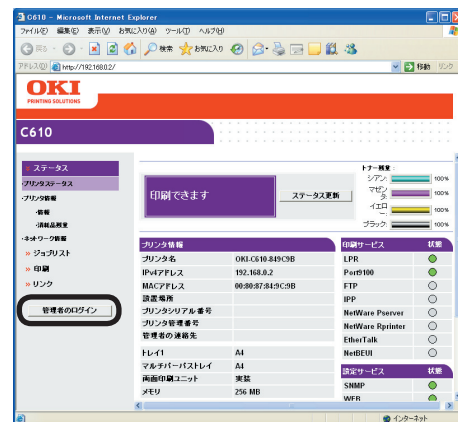 C610 - Microsoft Internet Explorer
ファイル(F) 編集(E) 表示(V) お気に入り(A) ツール(T) ヘルプ(H)
戻る 検索 お気に入り
アドレス(D) http://192.168.0.2/ 移動 リンク
OKI
PRINTING SOLUTIONS
C610
ステータス
・プリンタステータス
・プリンタ情報
・情報
・消耗品残量
・ネットワーク情報
ジョブリスト
印刷
リンク
管理者のログイン
印刷できます
ステータス更新
トナー残量:
シアン: 100%
マゼンタ: 100%
イエロー: 100%
ブラック: 100%
プリンタ情報
プリンタ名 OKI-C610-849C9B
IPv4アドレス 192.168.0.2
MACアドレス 00:80:87:84:9C:9B
設置場所
プリンタシリアル番号
プリンタ管理番号
管理者の連絡先
トレイ1 A4
マルチパーパストレイ A4
両面印刷ユニット 実装
メモリ 256 MB
印刷サービス 状態
LPR
Port9100
FTP
IPP
NetWare Pserver
NetWare Rprinter
EtherTalk
NetBEUI
設定サービス 状態
SNMP
WEB
インターネット